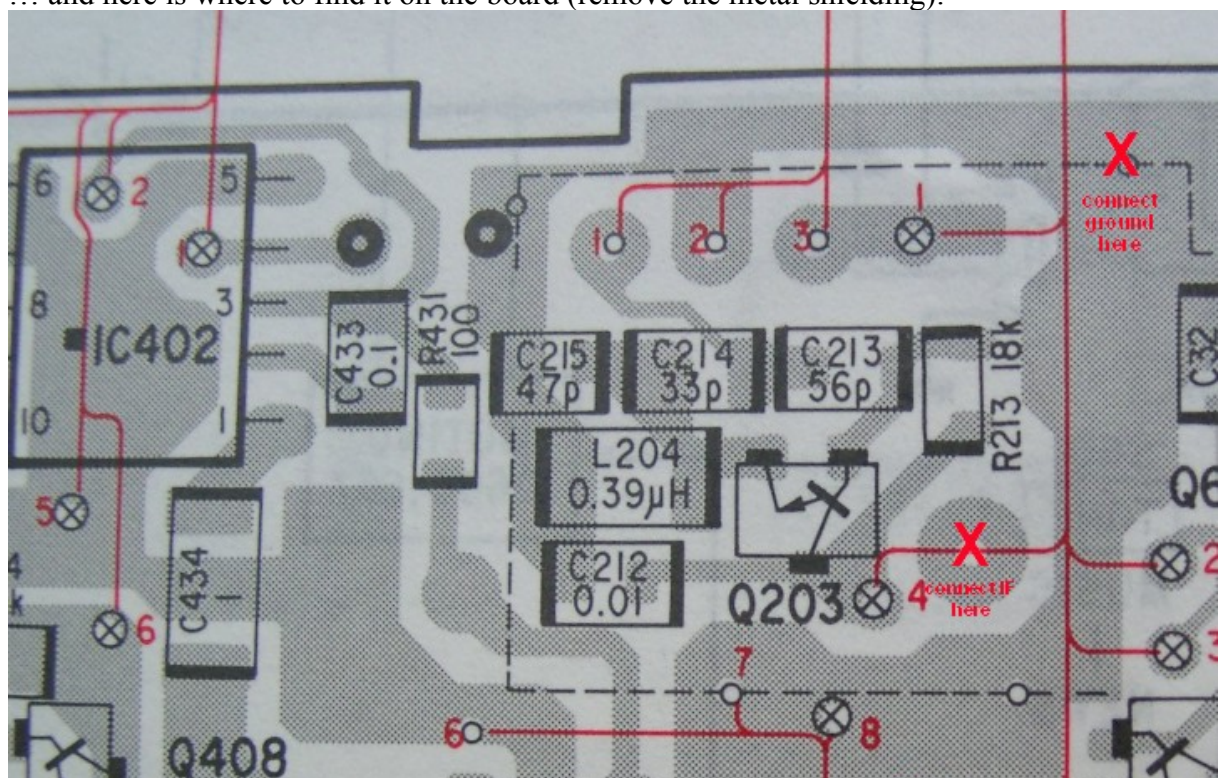 … and here is where to find it on the board (remove the metal shielding):
X
connect
ground
here
6
2
5
1
1
2
3
1
8
3
IC402
10
1
C433
0.1
R431
100
C215
47p
C214
33p
C213
56p
R213 18k
C32
L204
0.39µH
Q6
5
X
connect IF
here
C434
1
C212
0.01
Q203
4
2
4
k
6
7
3
6
8
Q408